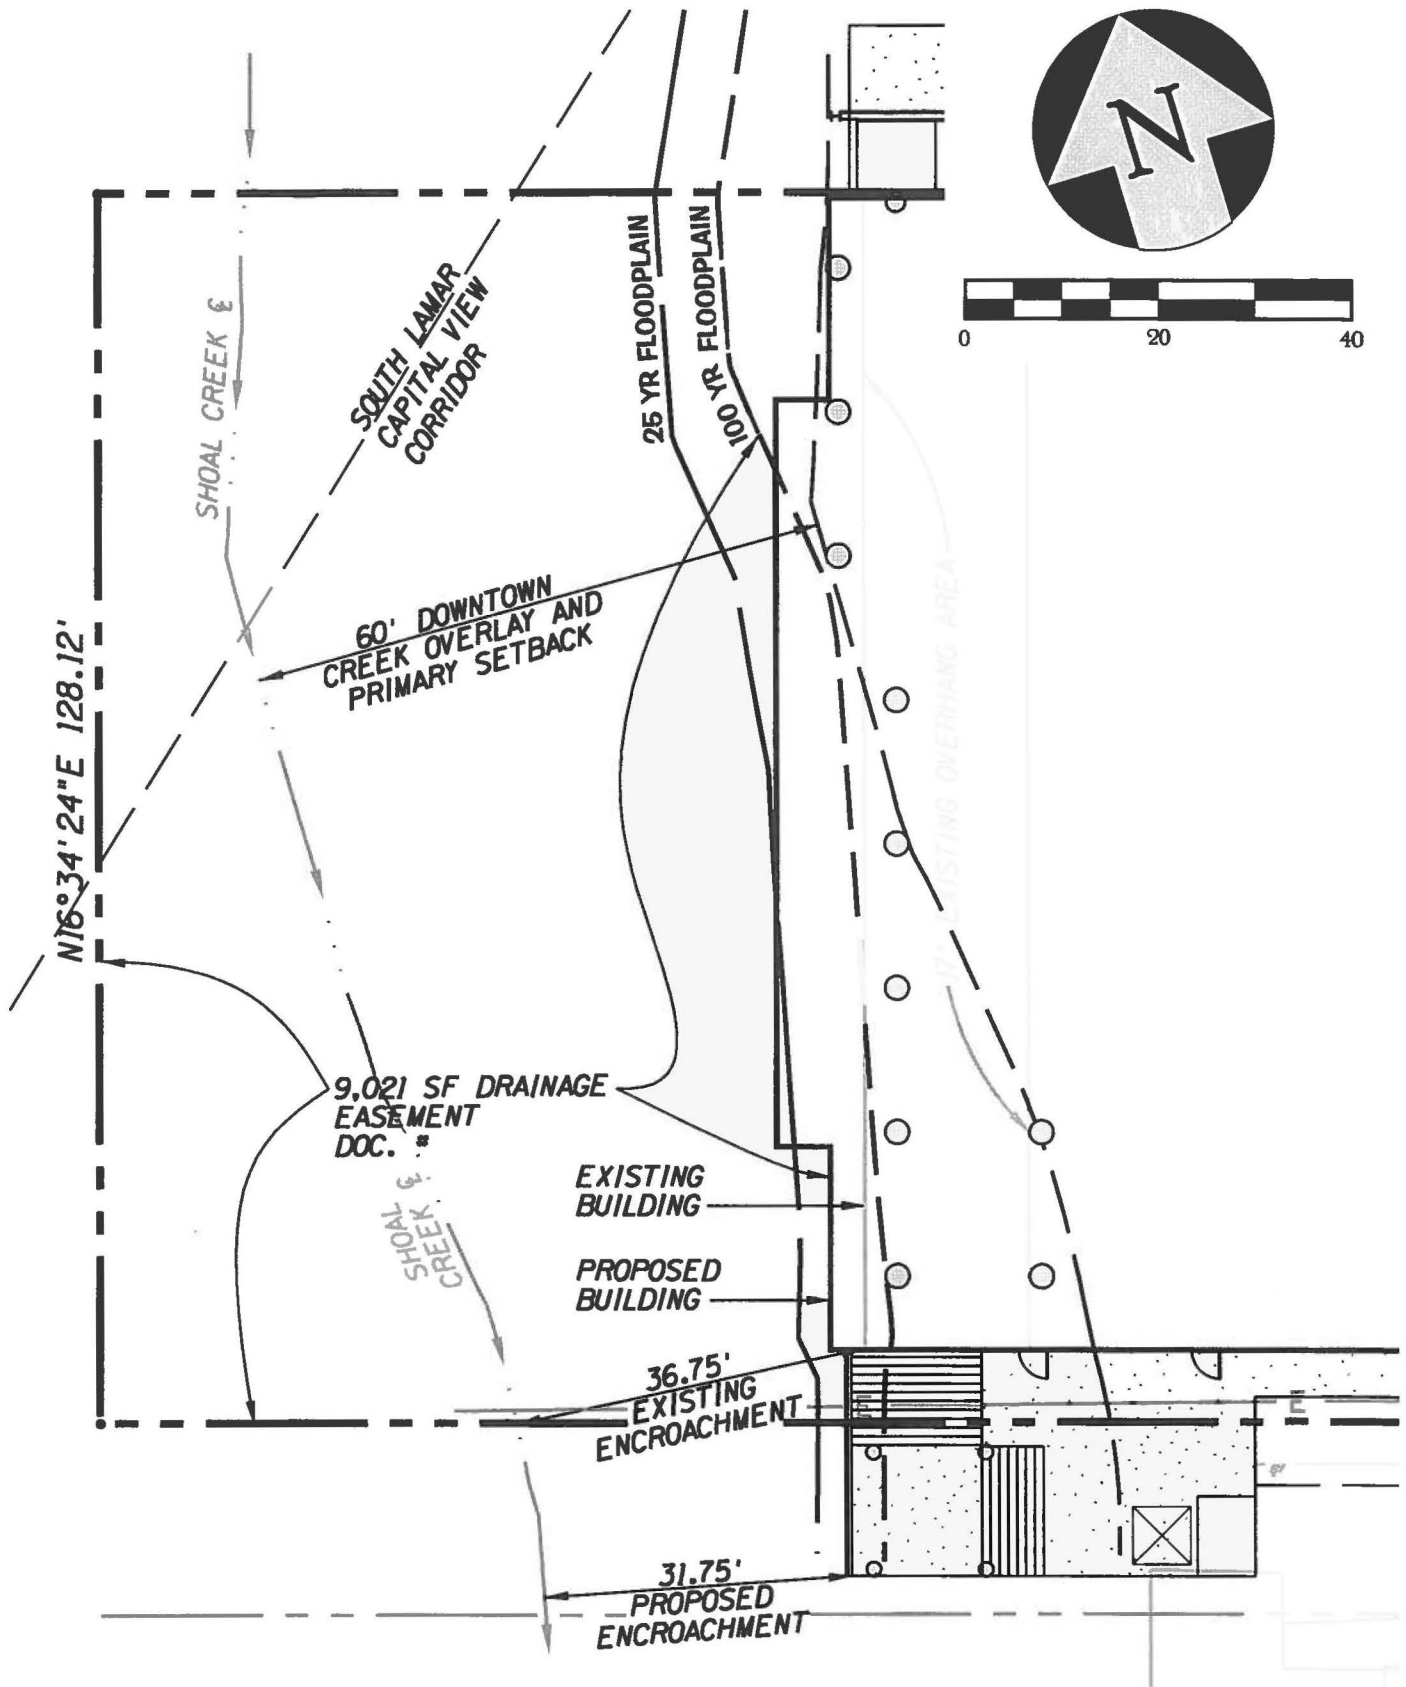 N
0 20 40
SHOAL CREEK ℄
SOUTH LAMAR
CAPITAL VIEW
CORRIDOR
25 YR FLOODPLAIN
100 YR FLOODPLAIN
60' DOWNTOWN
CREEK OVERLAY AND
PRIMARY SETBACK
N16°34'24"E 128.12'
17' EXISTING OVERHANG AREA
9,021 SF DRAINAGE
EASEMENT
DOC. #
SHOAL
CREEK ℄
EXISTING
BUILDING
PROPOSED
BUILDING
36.75'
EXISTING
ENCROACHMENT
E
E
31.75'
PROPOSED
ENCROACHMENT